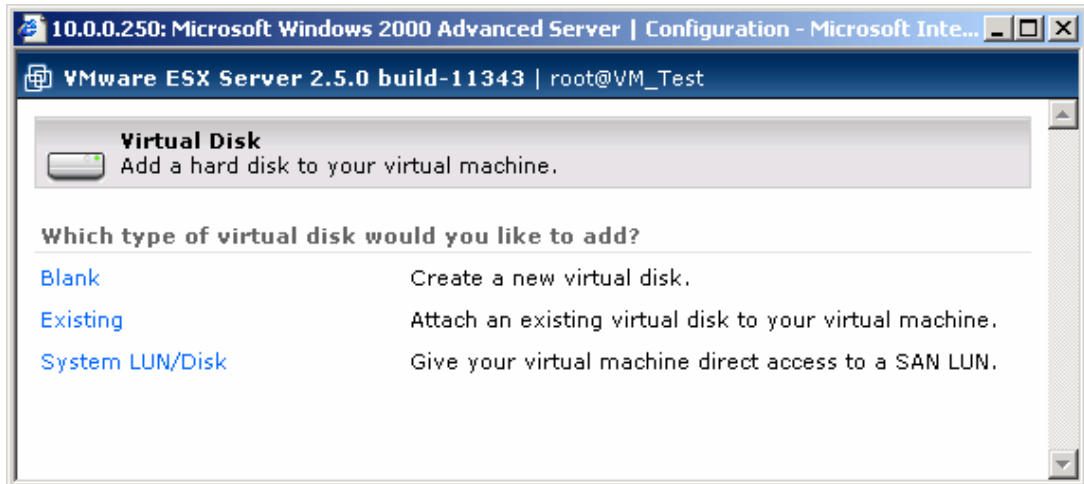 10.0.0.250: Microsoft Windows 2000 Advanced Server | Configuration - Microsoft Inte...
VMware ESX Server 2.5.0 build-11343 | root@VM_Test
Virtual Disk
Add a hard disk to your virtual machine.
Which type of virtual disk would you like to add?
Blank Create a new virtual disk.
Existing Attach an existing virtual disk to your virtual machine.
System LUN/Disk Give your virtual machine direct access to a SAN LUN.